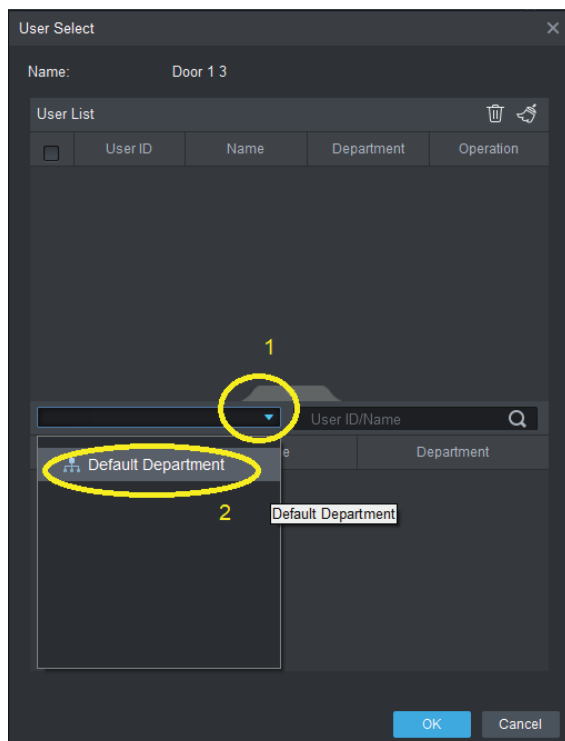 User Select
Name: Door 1 3
User List
User ID Name Department Operation
1
User ID/Name
e Department
Default Department
2
Default Department
OK Cancel